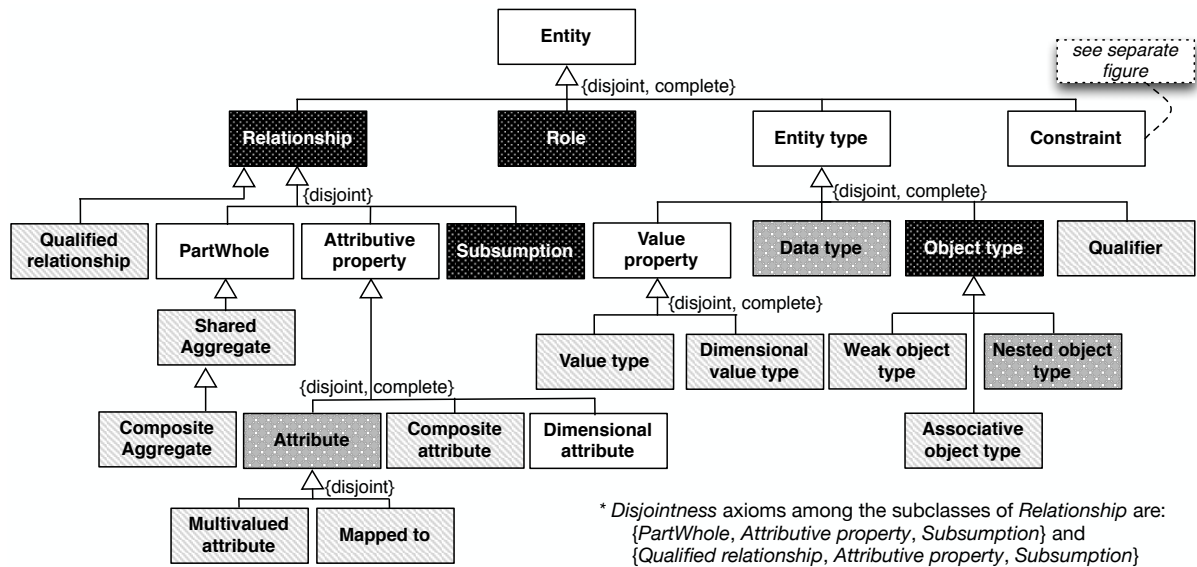 Entity
see separate
figure
{disjoint, complete}
Relationship
Role
Entity type
Constraint
{disjoint}
{disjoint, complete}
Qualified
relationship
PartWhole
Attributive
property
Subsumption
Value
property
Data type
Object type
Qualifier
{disjoint, complete}
Shared
Aggregate
Value type
Dimensional
value type
Weak object
type
Nested object
type
{disjoint, complete}
Composite
Aggregate
Attribute
Composite
attribute
Dimensional
attribute
Associative
object type
{disjoint}
Multivalued
attribute
Mapped to
* Disjointness axioms among the subclasses of Relationship are:
{PartWhole, Attributive property, Subsumption} and
{Qualified relationship, Attributive property, Subsumption}